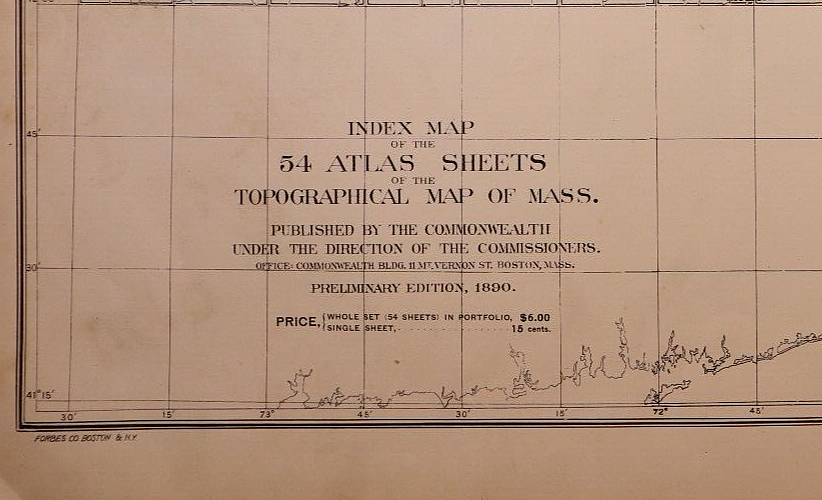 45'
INDEX MAP
OF THE
54 ATLAS SHEETS
OF THE
TOPOGRAPHICAL MAP OF MASS.
PUBLISHED BY THE COMMONWEALTH
UNDER THE DIRECTION OF THE COMMISSIONERS.
OFFICE: COMMONWEALTH BLDG. 11 MT. VERNON ST. BOSTON, MASS.
30'
PRELIMINARY EDITION, 1890.
PRICE, { WHOLE SET (54 SHEETS) IN PORTFOLIO, $6.00
SINGLE SHEET, - - - - - - - - - - - - 15 cents.
41°15'
30' 15' 73° 45' 30' 15' 72° 45'
FORBES CO. BOSTON & N.Y.